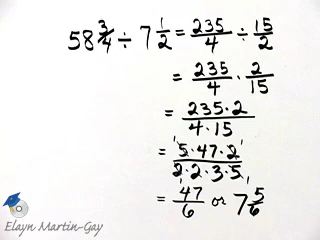 58 3/4 ÷ 7 1/2 = 235/4 ÷ 15/2
= 235/4 · 2/15
= 235·2/4·15
= 5·47·2/2·2·3·5
= 47/6 or 7 5/6
Elayn Martin-Gay